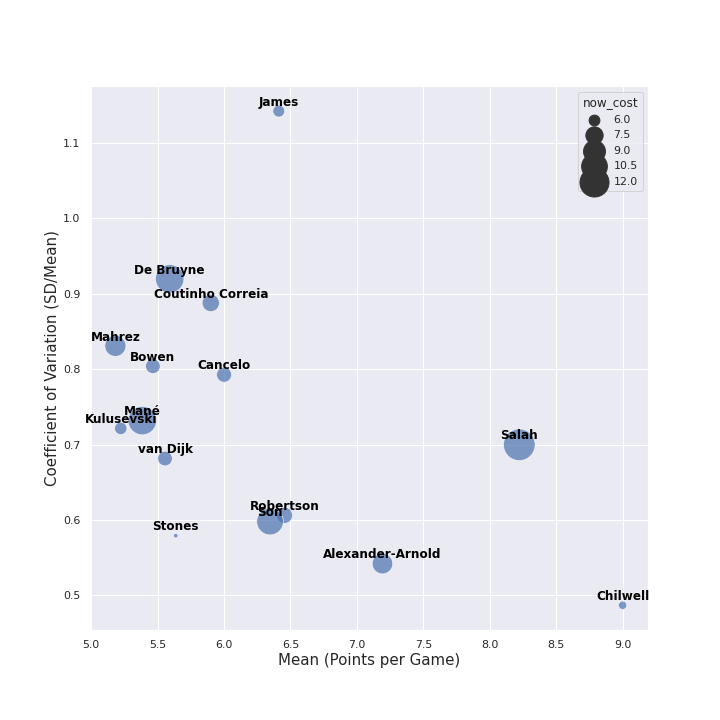 James
now_cost
6.0
7.5
9.0
10.5
12.0
De Bruyne
Coutinho Correia
Mahrez
Bowen
Cancelo
Mané
Kulusevski
Salah
van Dijk
Robertson
Son
Stones
Alexander-Arnold
Chilwell
1.1
1.0
0.9
0.8
0.7
0.6
0.5
Coefficient of Variation (SD/Mean)
5.0 5.5 6.0 6.5 7.0 7.5 8.0 8.5 9.0
Mean (Points per Game)